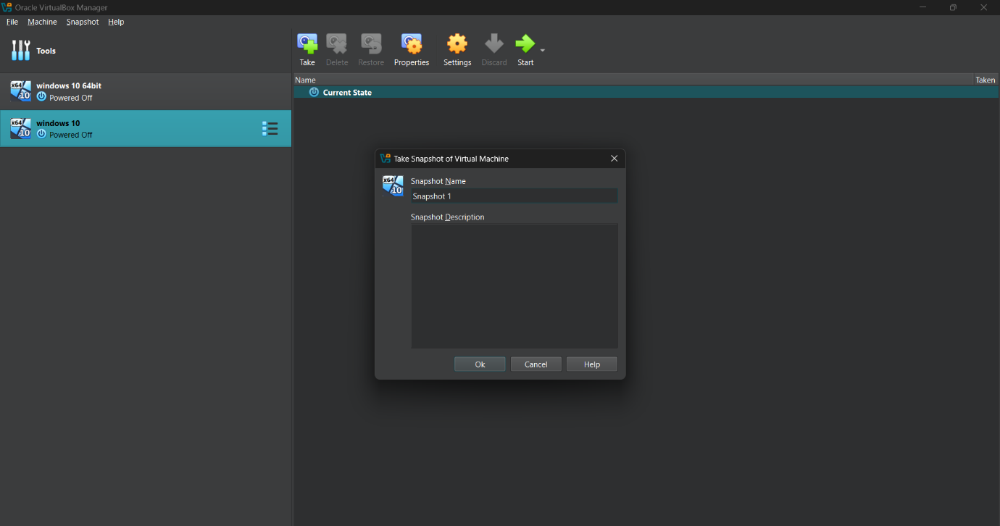 Oracle VirtualBox Manager
File Machine Snapshot Help
Tools
Take Delete Restore Properties Settings Discard Start
x64 10 windows 10 64bit
Powered Off
x64 10 windows 10
Powered Off
Name Taken
Current State
Take Snapshot of Virtual Machine
x64 10
Snapshot Name
Snapshot 1
Snapshot Description
Ok Cancel Help